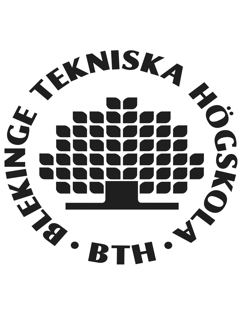 BLEKINGE TEKNISKA HÖGSKOLA
· BTH ·